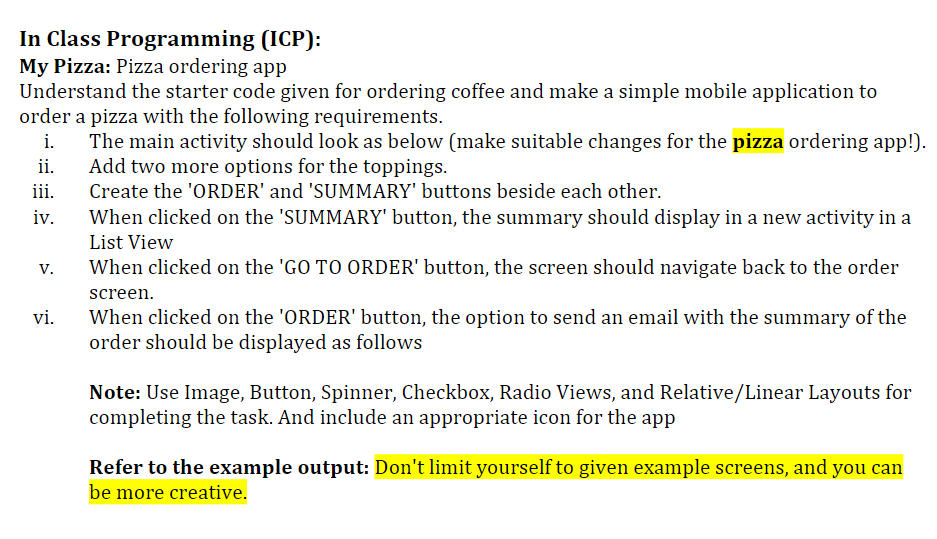 In Class Programming (ICP):
My Pizza: Pizza ordering app
Understand the starter code given for ordering coffee and make a simple mobile application to
order a pizza with the following requirements.
i. The main activity should look as below (make suitable changes for the pizza ordering app!).
ii. Add two more options for the toppings.
iii. Create the 'ORDER' and 'SUMMARY' buttons beside each other.
iv. When clicked on the 'SUMMARY' button, the summary should display in a new activity in a
List View
v. When clicked on the 'GO TO ORDER' button, the screen should navigate back to the order
screen.
vi. When clicked on the 'ORDER' button, the option to send an email with the summary of the
order should be displayed as follows
Note: Use Image, Button, Spinner, Checkbox, Radio Views, and Relative/Linear Layouts for
completing the task. And include an appropriate icon for the app
Refer to the example output: Don't limit yourself to given example screens, and you can
be more creative.